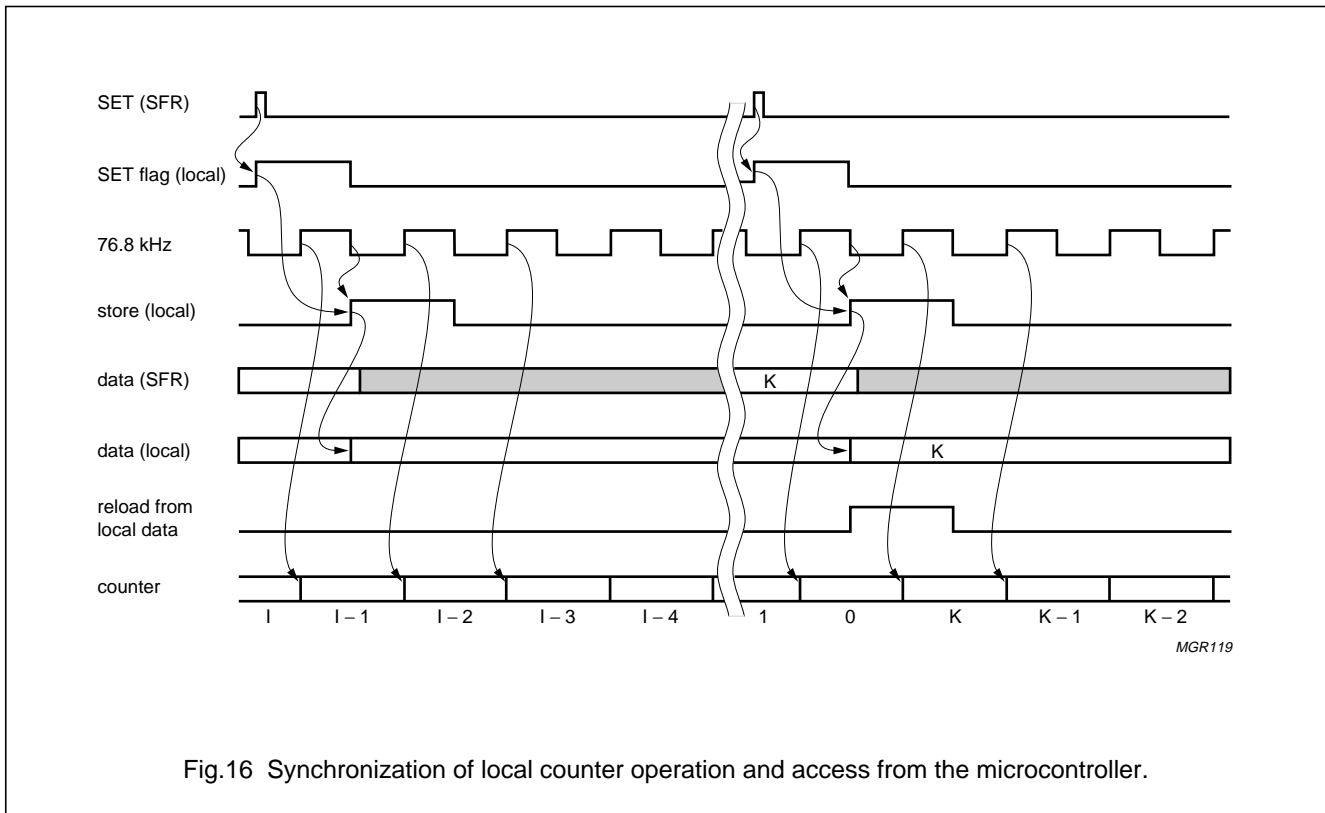 SET (SFR)
SET flag (local)
76.8 kHz
store (local)
data (SFR)
K
data (local)
K
reload from
local data
counter
I I – 1 I – 2 I – 3 I – 4 1 0 K K – 1 K – 2
MGR119
Fig.16 Synchronization of local counter operation and access from the microcontroller.